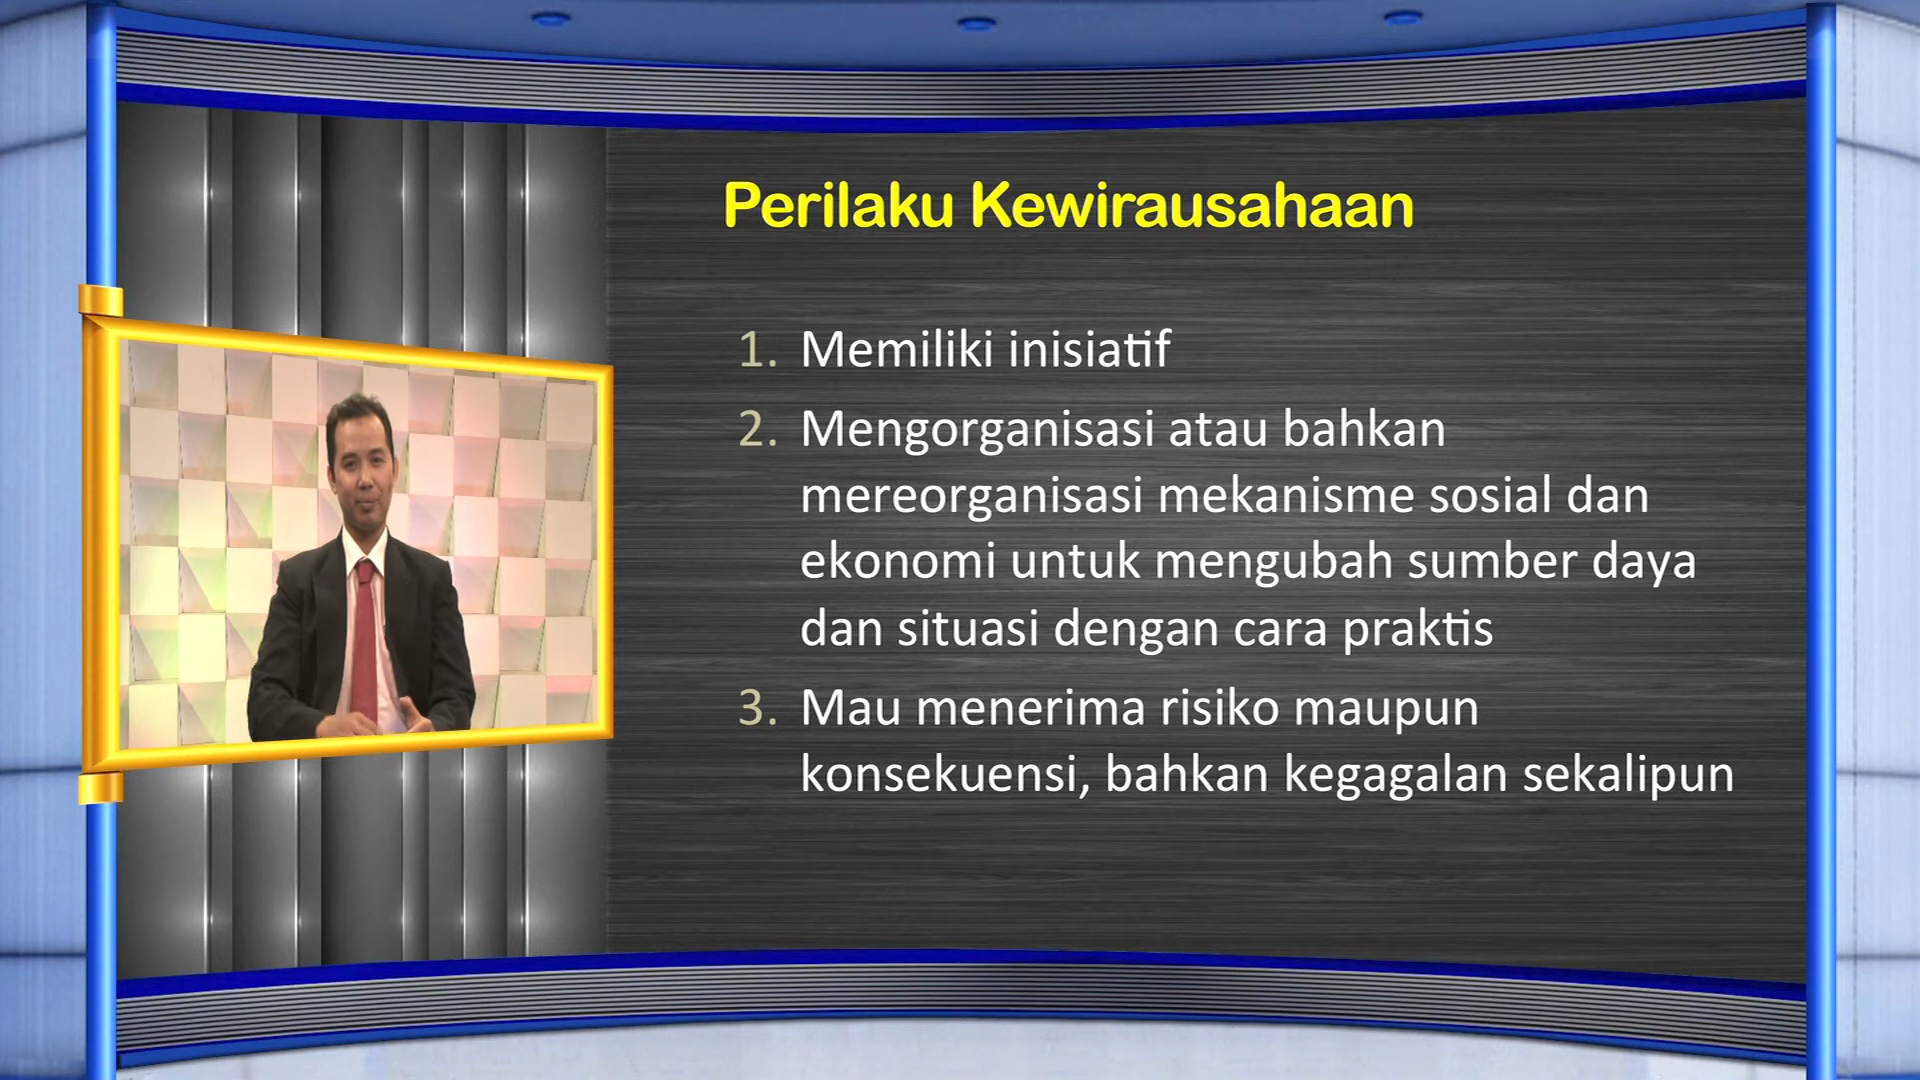 Perilaku Kewirausahaan
1. Memiliki inisiatif
2. Mengorganisasi atau bahkan
mereorganisasi mekanisme sosial dan
ekonomi untuk mengubah sumber daya
dan situasi dengan cara praktis
3. Mau menerima risiko maupun
konsekuensi, bahkan kegagalan sekalipun